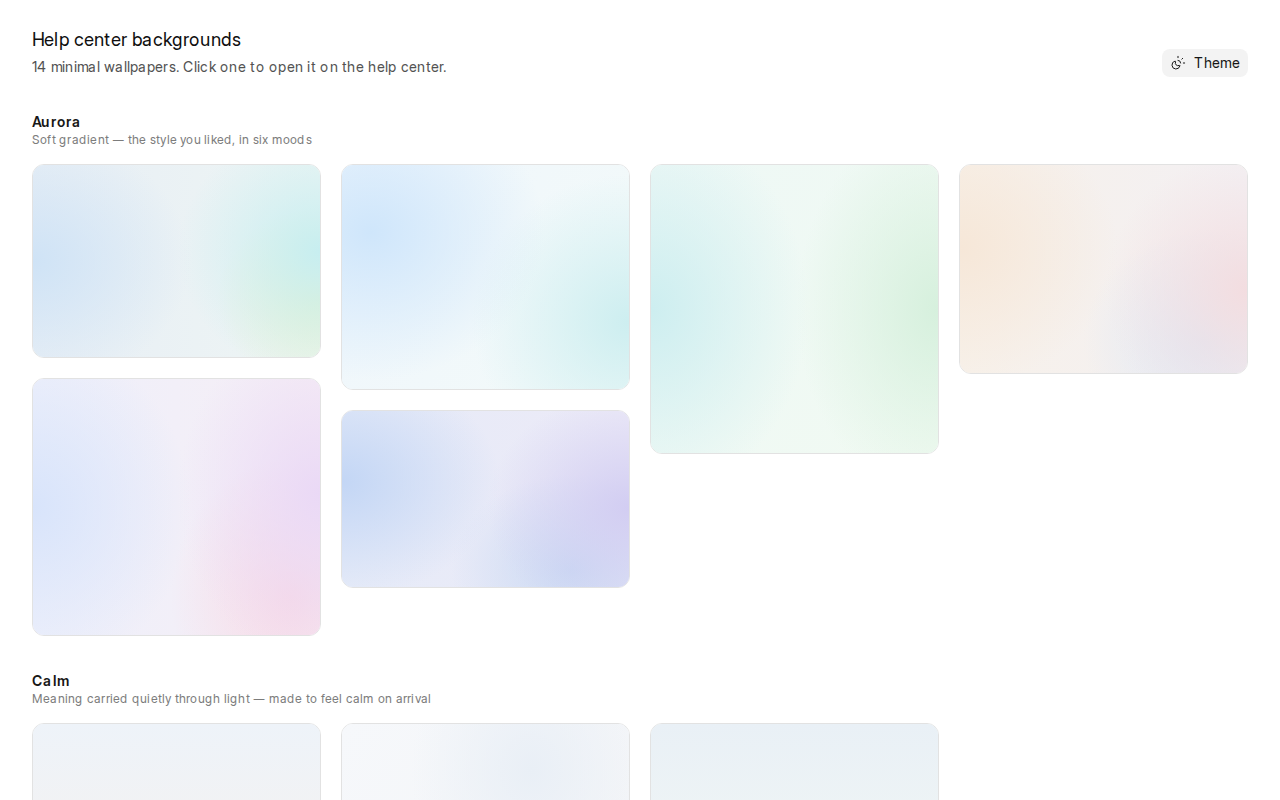 Help center backgrounds
14 minimal wallpapers. Click one to open it on the help center.
Theme
Aurora
Soft gradient — the style you liked, in six moods
Calm
Meaning carried quietly through light — made to feel calm on arrival